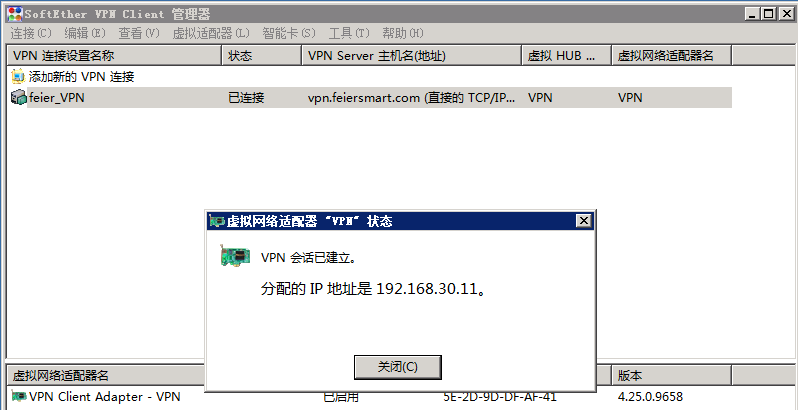 SoftEther VPN Client 管理器
连接(C) 编辑(E) 查看(V) 虚拟适配器(L) 智能卡(S) 工具(T) 帮助(H)
VPN 连接设置名称 状态 VPN Server 主机名(地址) 虚拟 HUB ... 虚拟网络适配器名
添加新的 VPN 连接
feier_VPN 已连接 vpn.feiersmart.com (直接的 TCP/IP... VPN VPN
虚拟网络适配器 "VPN" 状态
VPN 会话已建立。
分配的 IP 地址是 192.168.30.11。
关闭(C)
虚拟网络适配器名 版本
VPN Client Adapter - VPN 已启用 5E-2D-9D-DF-AF-41 4.25.0.9658